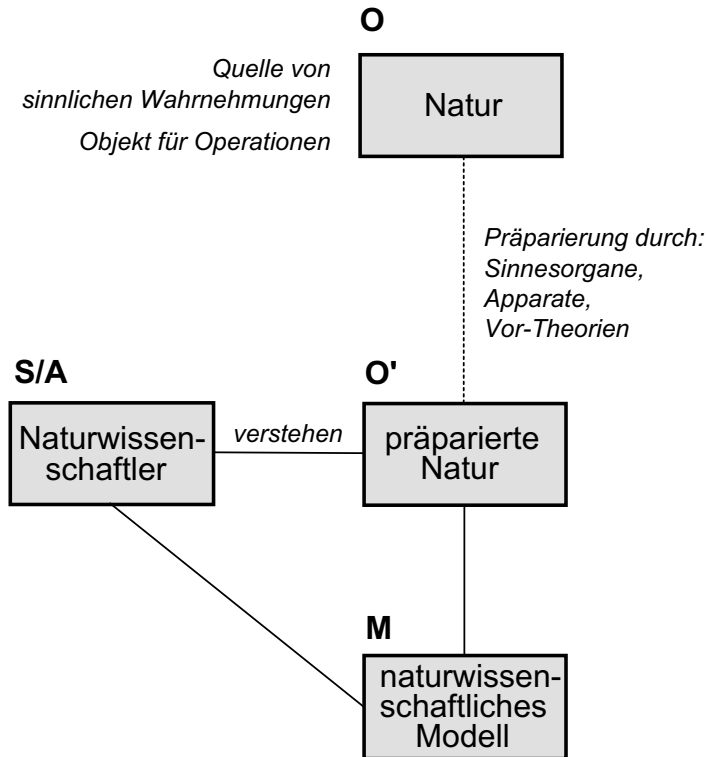 O
Quelle von
sinnlichen Wahrnehmungen
Objekt für Operationen
Natur
Präparierung durch:
Sinnesorgane,
Apparate,
Vor-Theorien
S/A
Naturwissen-
schaftler
verstehen
O'
präparierte
Natur
M
naturwissen-
schaftliches
Modell